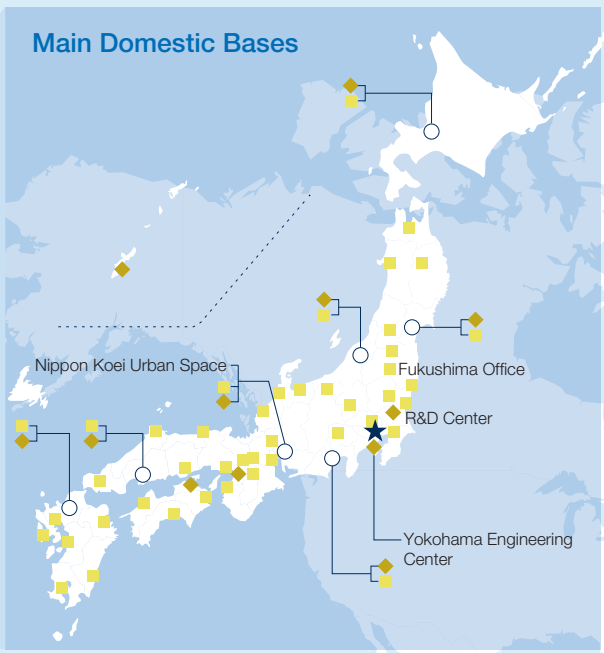 Main Domestic Bases
Nippon Koei Urban Space
Fukushima Office
R&D Center
Yokohama Engineering
Center